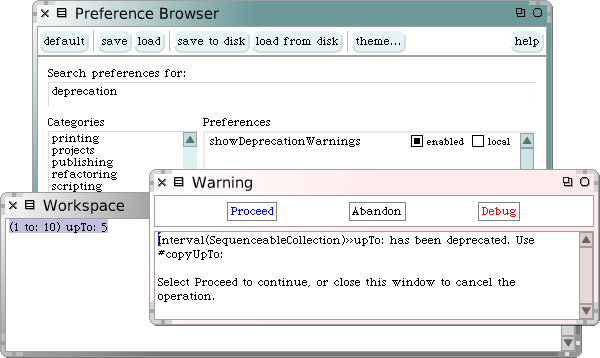 Preference Browser
default save load save to disk load from disk theme... help
Search preferences for:
deprecation
Categories
printing
projects
publishing
refactoring
scripting
Preferences
showDeprecationWarnings enabled local
Warning
Proceed Abandon Debug
Interval(SequenceableCollection)>>upTo: has been deprecated. Use
#copyUpTo:
Select Proceed to continue, or close this window to cancel the
operation.
Workspace
(1 to: 10) upTo: 5